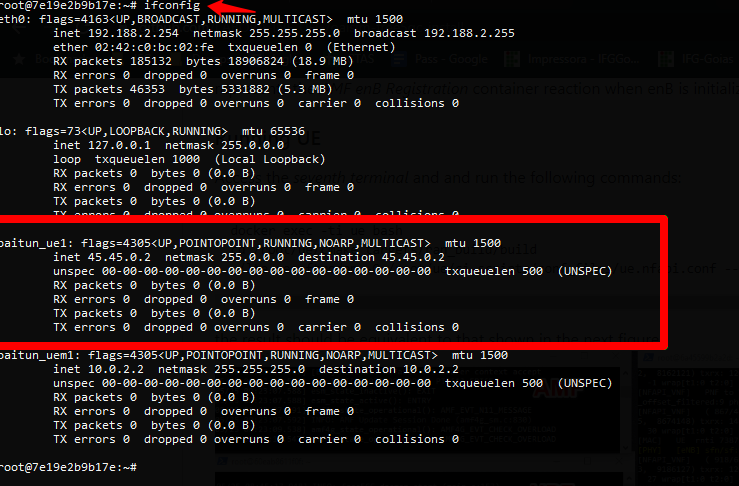 root@7e19e2b9b17e:~# ifconfig
eth0: flags=4163<UP,BROADCAST,RUNNING,MULTICAST>  mtu 1500
inet 192.188.2.254  netmask 255.255.255.0  broadcast 192.188.2.255
ether 02:42:c0:bc:02:fe  txqueuelen 0  (Ethernet)
RX packets 185132  bytes 18906824 (18.9 MB)
RX errors 0  dropped 0  overruns 0  frame 0
TX packets 46353  bytes 5331882 (5.3 MB)
TX errors 0  dropped 0 overruns 0  carrier 0  collisions 0
lo: flags=73<UP,LOOPBACK,RUNNING>  mtu 65536
inet 127.0.0.1  netmask 255.0.0.0
loop  txqueuelen 1000  (Local Loopback)
RX packets 0  bytes 0 (0.0 B)
RX errors 0  dropped 0  overruns 0  frame 0
TX packets 0  bytes 0 (0.0 B)
TX errors 0  dropped 0 overruns 0  carrier 0  collisions 0
oaitun_ue1: flags=4305<UP,POINTOPOINT,RUNNING,NOARP,MULTICAST>  mtu 1500
inet 45.45.0.2  netmask 255.0.0.0  destination 45.45.0.2
unspec 00-00-00-00-00-00-00-00-00-00-00-00-00-00-00-00  txqueuelen 500  (UNSPEC)
RX packets 0  bytes 0 (0.0 B)
RX errors 0  dropped 0  overruns 0  frame 0
TX packets 0  bytes 0 (0.0 B)
TX errors 0  dropped 0 overruns 0  carrier 0  collisions 0
oaitun_uem1: flags=4305<UP,POINTOPOINT,RUNNING,NOARP,MULTICAST>  mtu 1500
inet 10.0.2.2  netmask 255.255.255.0  destination 10.0.2.2
unspec 00-00-00-00-00-00-00-00-00-00-00-00-00-00-00-00  txqueuelen 500  (UNSPEC)
RX packets 0  bytes 0 (0.0 B)
RX errors 0  dropped 0  overruns 0  frame 0
TX packets 0  bytes 0 (0.0 B)
TX errors 0  dropped 0 overruns 0  carrier 0  collisions 0
root@7e19e2b9b17e:~#